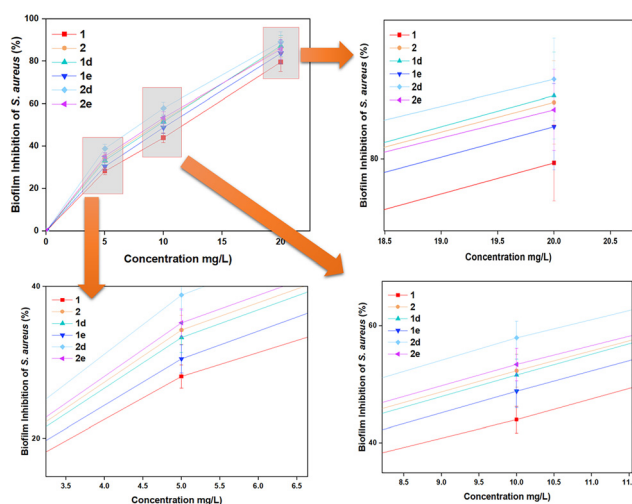 100
80
60
40
20
0
0
5
10
15
20
Biofilm Inhibition of S. aureus (%)
Concentration mg/L)
1
2
1d
1e
2d
2e
80
18.5
19.0
19.5
20.0
20.5
Biofilm Inhibition of S. aureus (%)
Concentration mg/L)
1
2
1d
1e
2d
2e
40
20
3.5
4.0
4.5
5.0
5.5
6.0
6.5
Biofilm Inhibition of S. aureus (%)
Concentration mg/L)
1
2
1d
1e
2d
2e
60
40
8.5
9.0
9.5
10.0
10.5
11.0
11.5
Biofilm Inhibition of S. aureus (%)
Concentration mg/L)
1
2
1d
1e
2d
2e